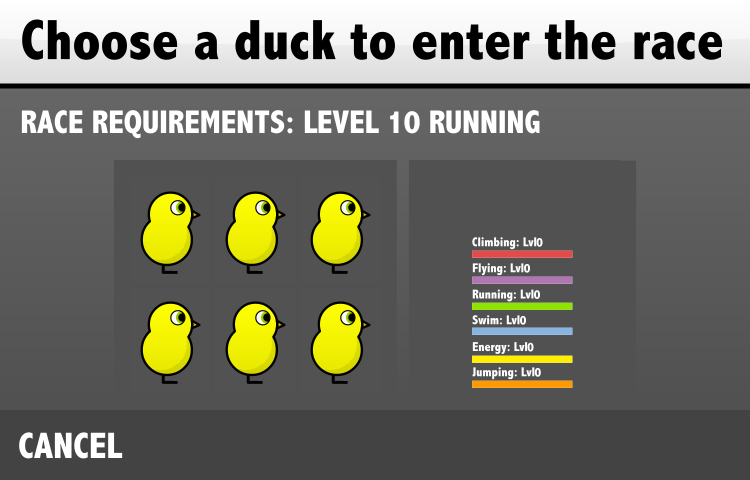 Choose a duck to enter the race
RACE REQUIREMENTS: LEVEL 10 RUNNING
Climbing: Lvl0
Flying: Lvl0
Running: Lvl0
Swim: Lvl0
Energy: Lvl0
Jumping: Lvl0
CANCEL